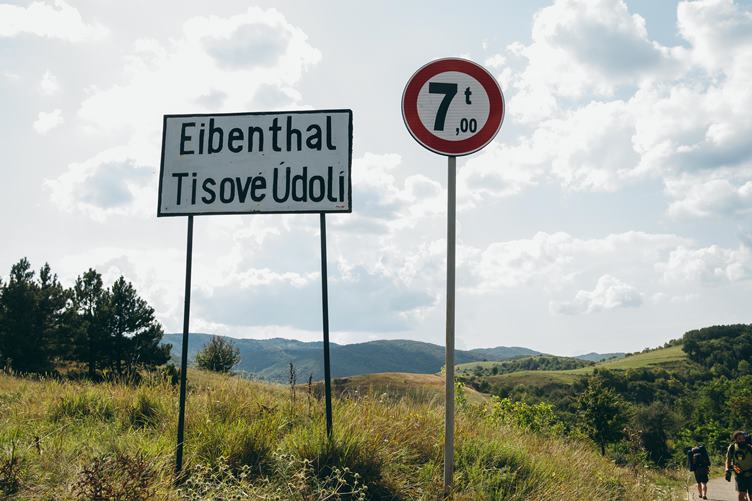 Eibenthal
Tisové Údolí
7 t
,00